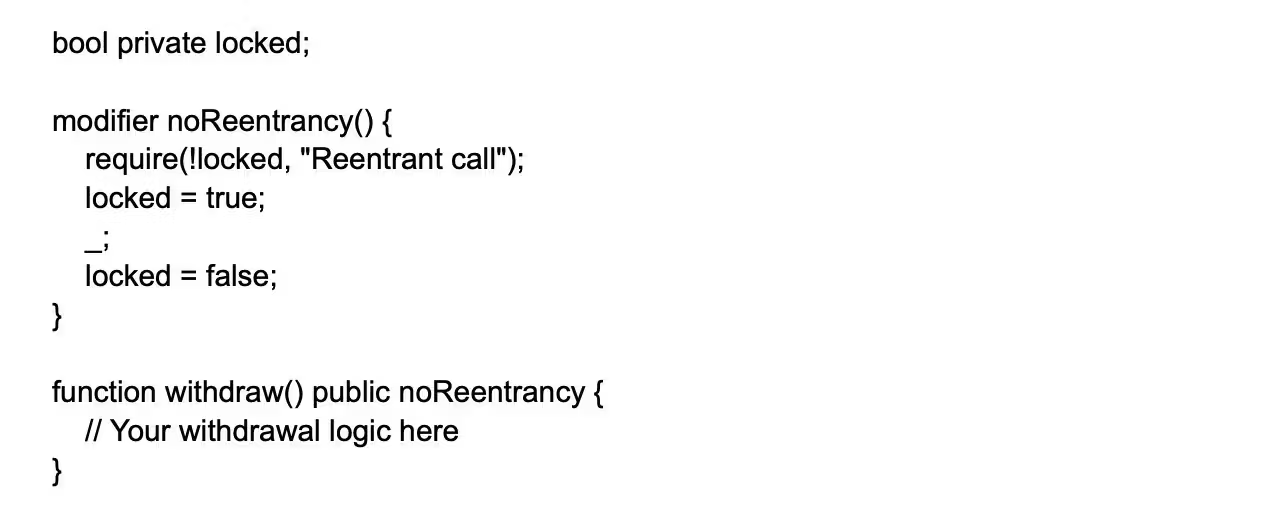 bool private locked;
modifier noReentrancy() {
require(!locked, "Reentrant call");
locked = true;
_;
locked = false;
}
function withdraw() public noReentrancy {
// Your withdrawal logic here
}